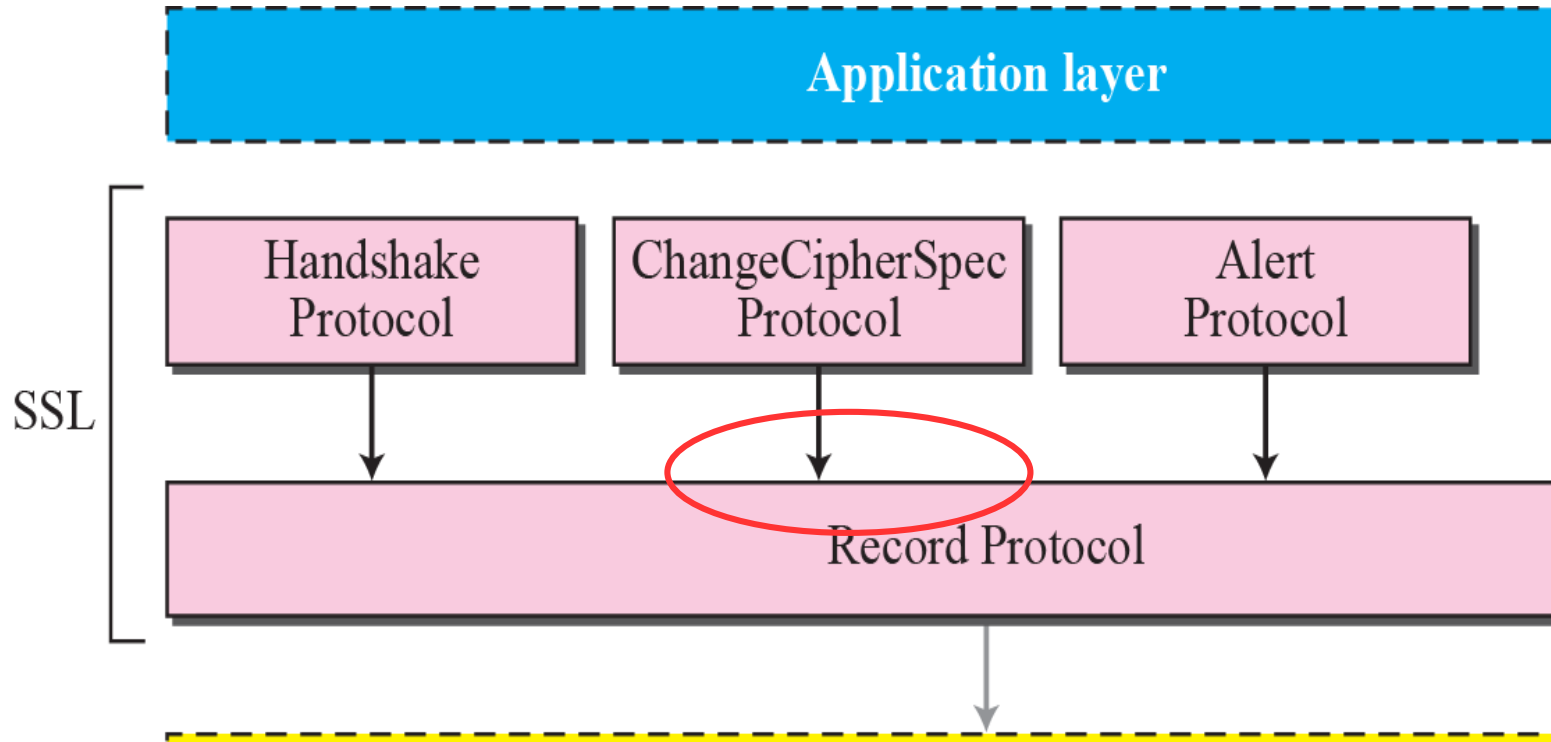 Application layer
Handshake
Protocol
ChangeCipherSpec
Protocol
Alert
Protocol
SSL
Record Protocol